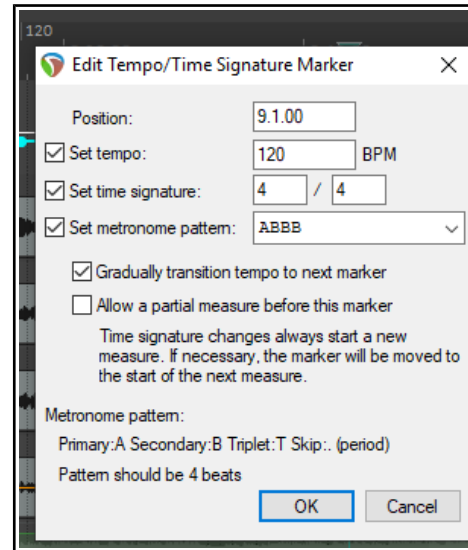 120
Edit Tempo/Time Signature Marker
Position: 9.1.00
Set tempo: 120 BPM
Set time signature: 4 / 4
Set metronome pattern: ABBB
Gradually transition tempo to next marker
Allow a partial measure before this marker
Time signature changes always start a new
measure. If necessary, the marker will be moved to
the start of the next measure.
Metronome pattern:
Primary:A Secondary:B Triplet:T Skip:. (period)
Pattern should be 4 beats
OK Cancel